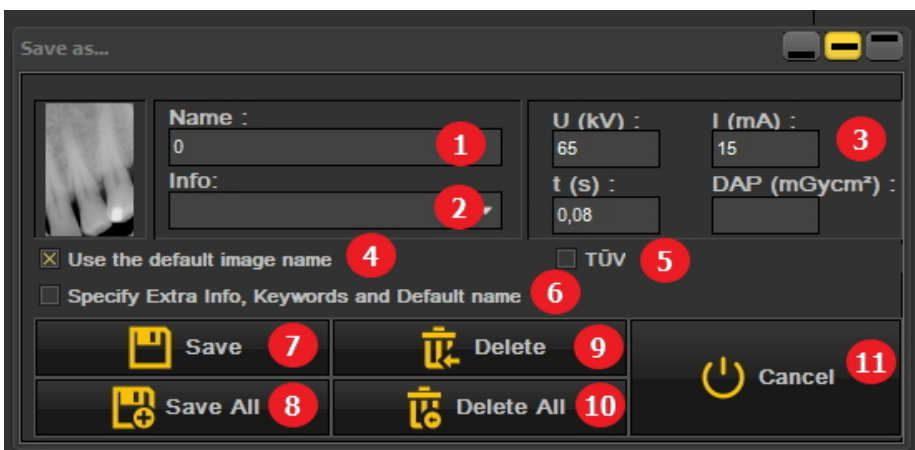 Save as...
Name :
0
1
Info:
2
U (kV) :
65
I (mA) :
15
3
t (s) :
0,08
DAP (mGycm²) :
Use the default image name
4
TŪV
5
Specify Extra Info, Keywords and Default name
6
Save
7
Delete
9
Cancel
11
Save All
8
Delete All
10